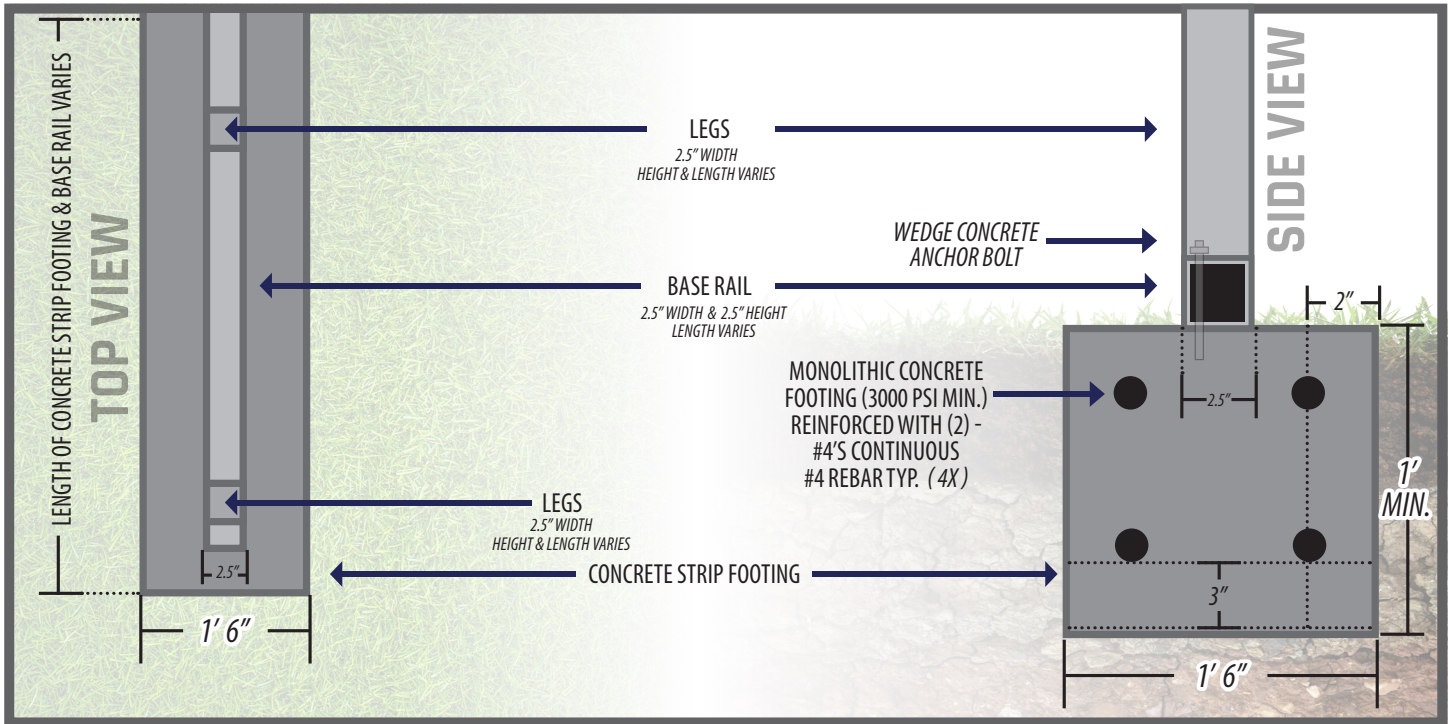 LENGTH OF CONCRETE STRIP FOOTING & BASE RAIL VARIES
TOP VIEW
2.5"
1' 6"
LEGS
2.5" WIDTH
HEIGHT & LENGTH VARIES
WEDGE CONCRETE
ANCHOR BOLT
BASE RAIL
2.5" WIDTH & 2.5" HEIGHT
LENGTH VARIES
MONOLITHIC CONCRETE
FOOTING (3000 PSI MIN.)
REINFORCED WITH (2) -
#4'S CONTINUOUS
#4 REBAR TYP. (4X)
LEGS
2.5" WIDTH
HEIGHT & LENGTH VARIES
CONCRETE STRIP FOOTING
SIDE VIEW
2"
2.5"
1'
MIN.
3"
1' 6"